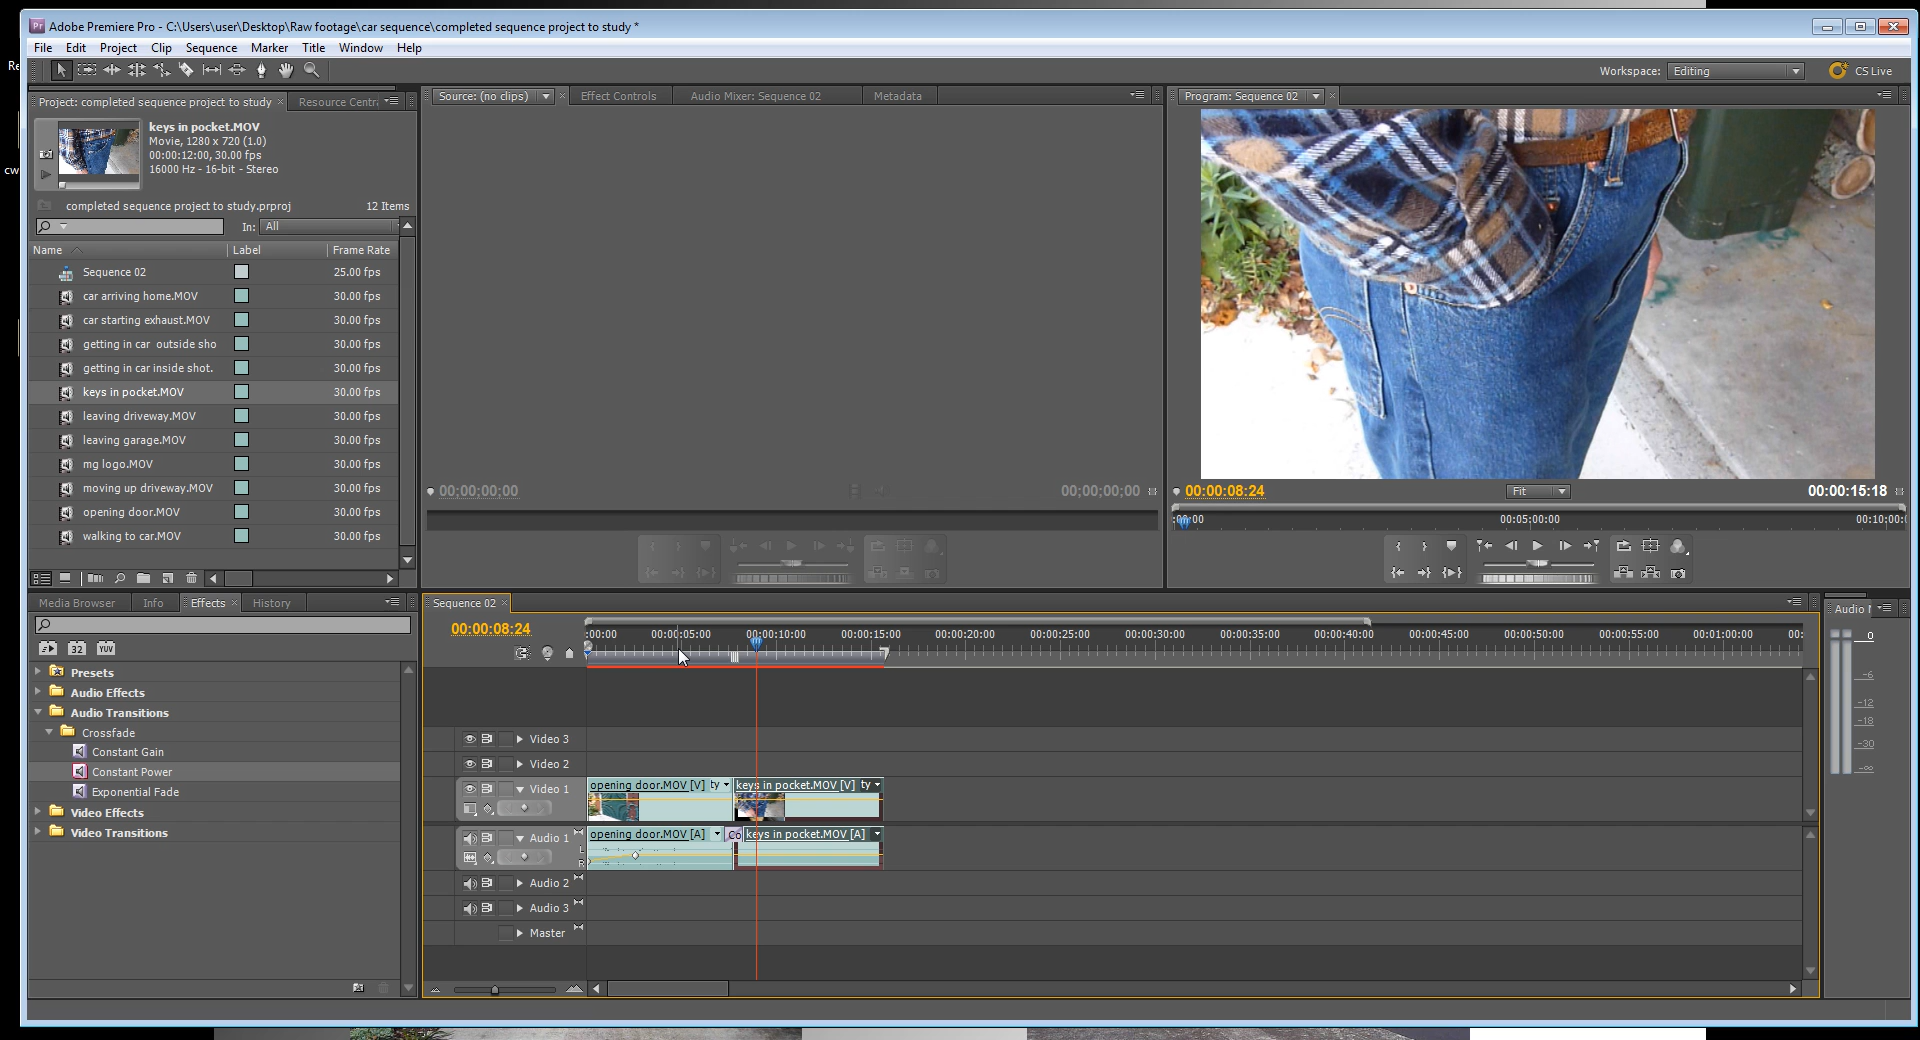 Adobe Premiere Pro - C:\Users\user\Desktop\Raw footage\car sequence\completed sequence project to study *
File Edit Project Clip Sequence Marker Title Window Help
Workspace: Editing CS Live
Project: completed sequence project to study × Resource Centr
keys in pocket.MOV
Movie, 1280 x 720 (1.0)
00:00:12:00, 30.00 fps
16000 Hz - 16-bit - Stereo
completed sequence project to study.prproj 12 Items
In: All
Name Label Frame Rate
Sequence 02 25.00 fps
car arriving home.MOV 30.00 fps
car starting exhaust.MOV 30.00 fps
getting in car outside sho 30.00 fps
getting in car inside shot. 30.00 fps
keys in pocket.MOV 30.00 fps
leaving driveway.MOV 30.00 fps
leaving garage.MOV 30.00 fps
mg logo.MOV 30.00 fps
moving up driveway.MOV 30.00 fps
opening door.MOV 30.00 fps
walking to car.MOV 30.00 fps
Source: (no clips) Effect Controls Audio Mixer: Sequence 02 Metadata
00;00;00;00 00;00;00;00
Program: Sequence 02
00:00:08:24 Fit 00:00:15:18
:00:00 00:05:00:00 00:10:00:
Media Browser Info Effects × History
32 YUV
Presets
Audio Effects
Audio Transitions
Crossfade
Constant Gain
Constant Power
Exponential Fade
Video Effects
Video Transitions
Sequence 02 ×
00:00:08:24
:00:00 00:00:05:00 00:00:10:00 00:00:15:00 00:00:20:00 00:00:25:00 00:00:30:00 00:00:35:00 00:00:40:00 00:00:45:00 00:00:50:00 00:00:55:00 00:01:00:00 00:
Video 3
Video 2
Video 1
opening door.MOV [V] ty keys in pocket.MOV [V] ty
Audio 1
L
R
opening door.MOV [A] Co keys in pocket.MOV [A]
Audio 2
Audio 3
Master
Audio
0
-6
-12
-18
-30
-∞
Re
cw